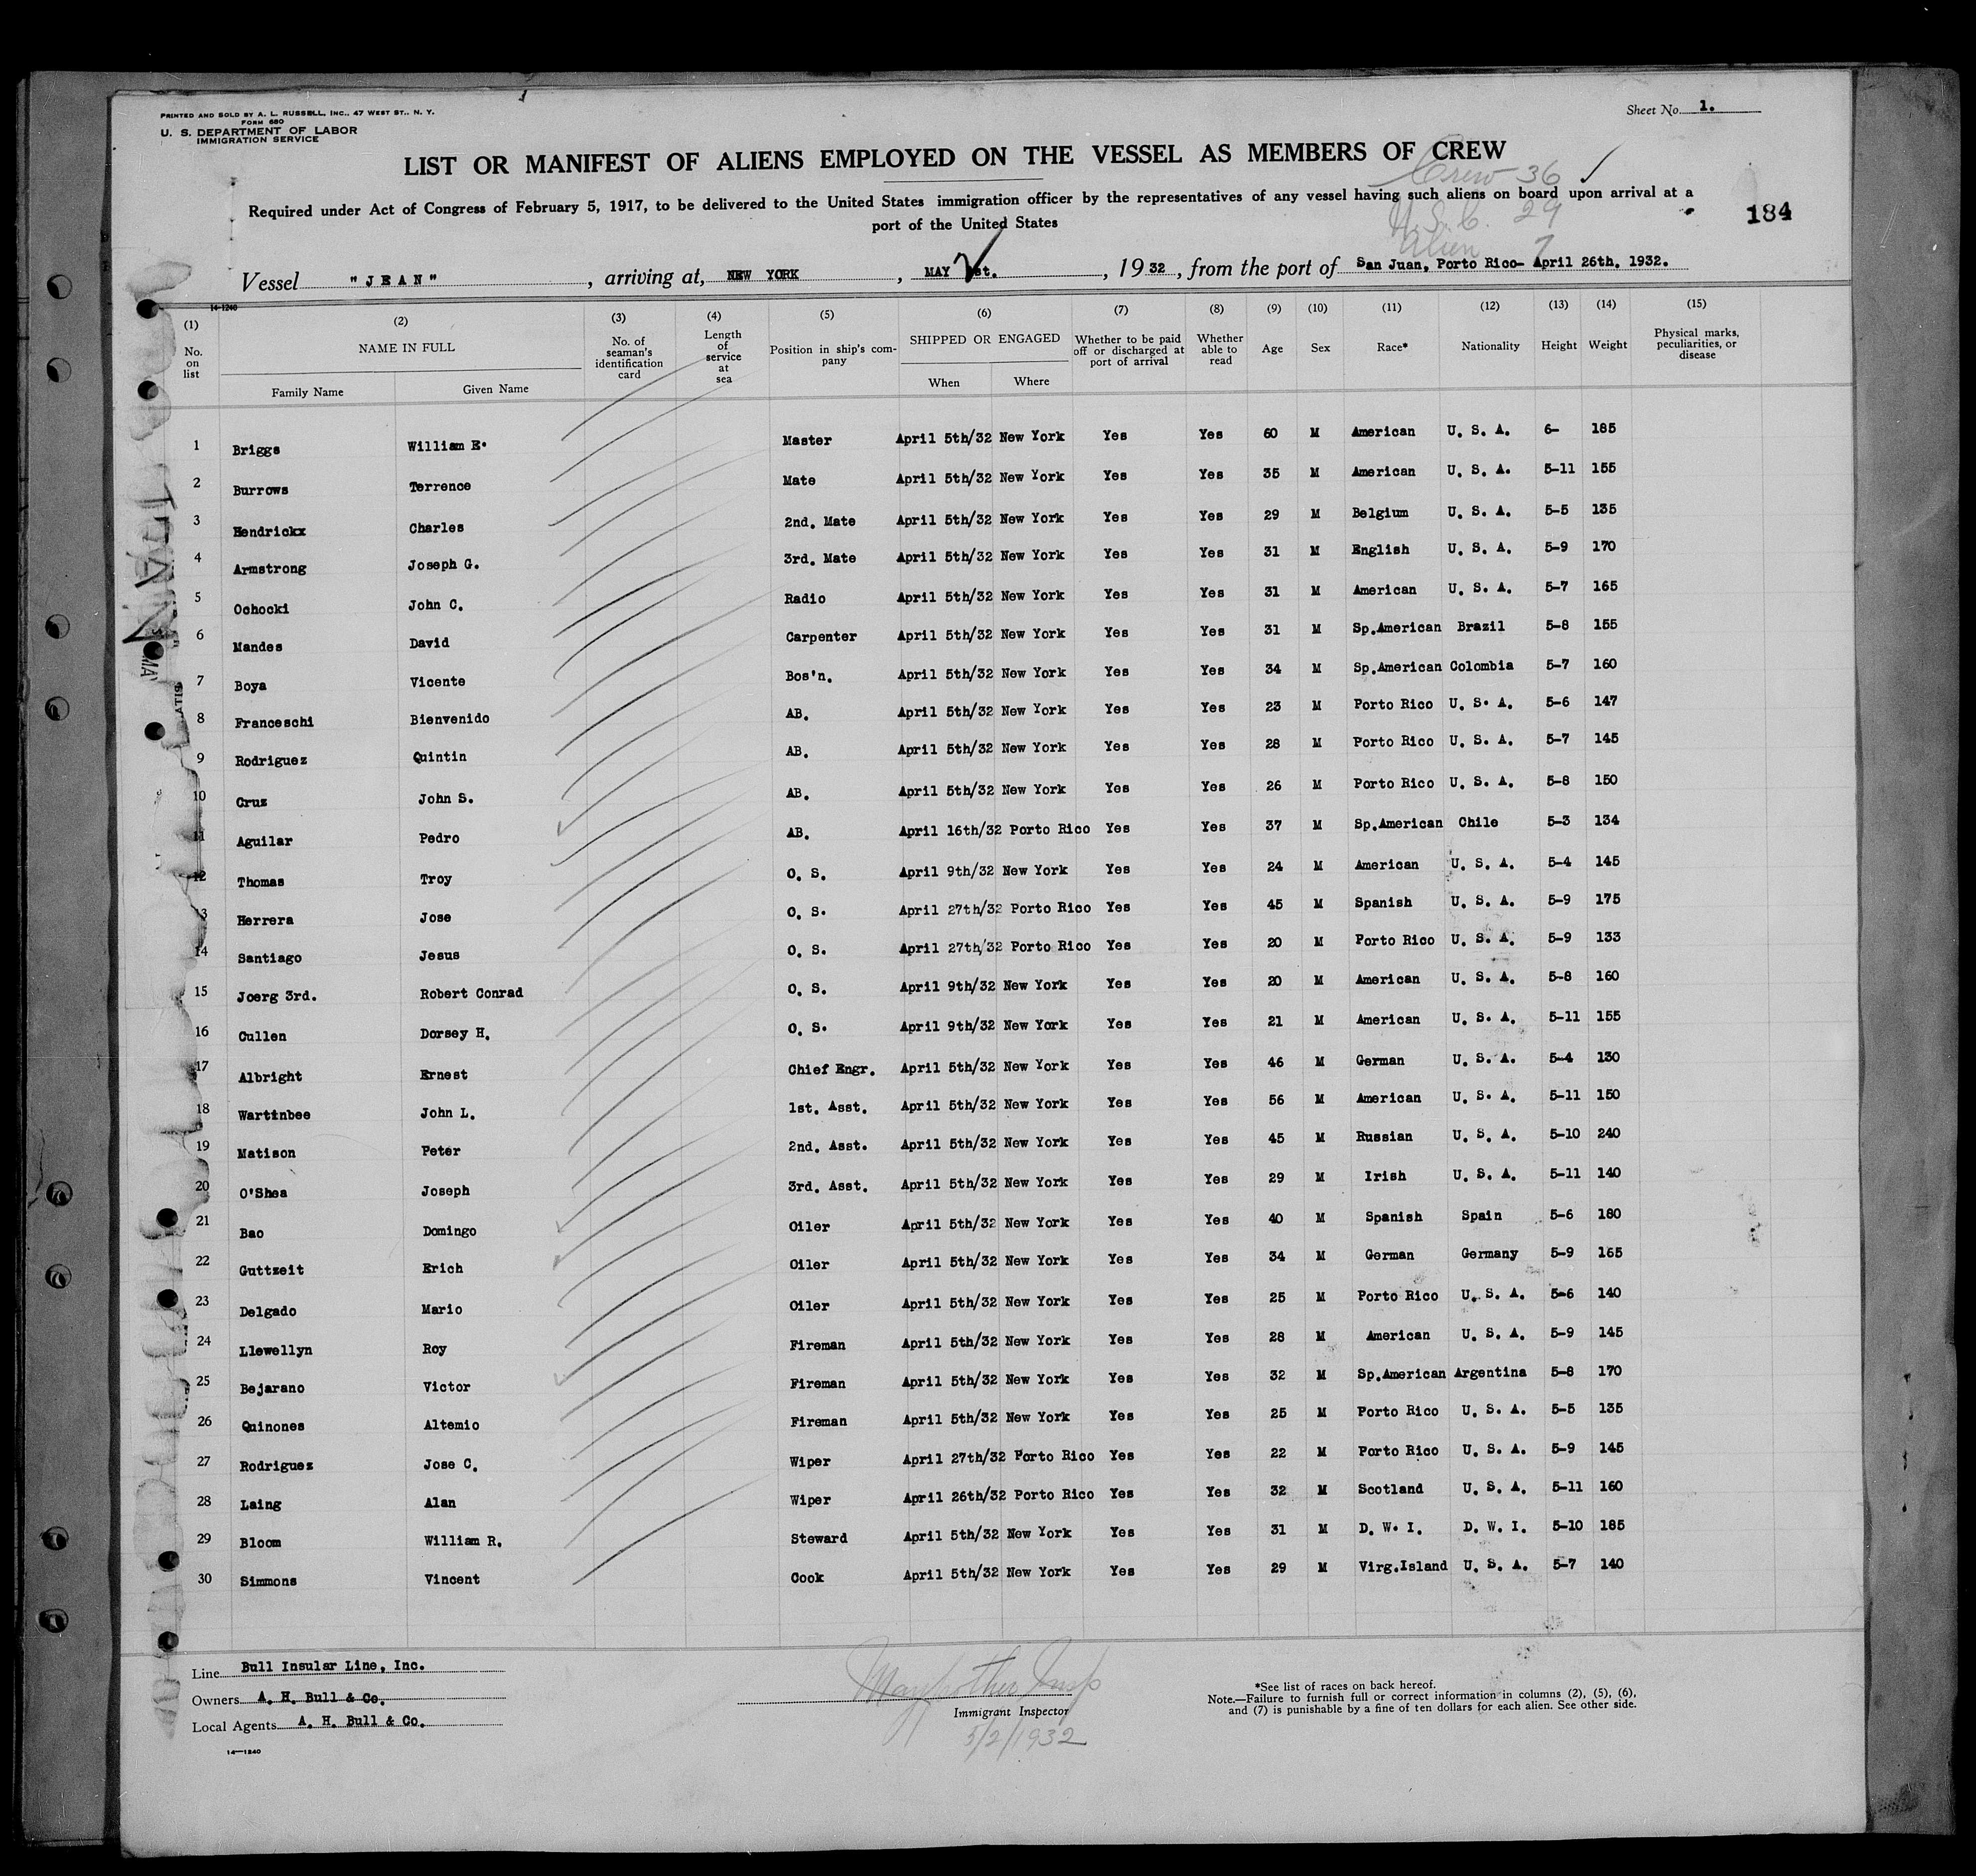 PRINTED AND SOLD BY A. L. RUSSELL, INC., 47 WEST ST., N. Y.
FORM 680
U. S. DEPARTMENT OF LABOR
IMMIGRATION SERVICE
Sheet No. 1.
LIST OR MANIFEST OF ALIENS EMPLOYED ON THE VESSEL AS MEMBERS OF CREW
Crew 36
Required under Act of Congress of February 5, 1917, to be delivered to the United States immigration officer by the representatives of any vessel having such aliens on board upon arrival at a
port of the United States
U.S.C. 29
Alien 7
184
Vessel "JEAN", arriving at, NEW YORK, MAY st., 1932, from the port of San Juan, Porto Rico- April 26th, 1932.
14-1240
(1) (2) (3) (4) (5) (6) (7) (8) (9) (10) (11) (12) (13) (14) (15)
No. on list NAME IN FULL Family Name Given Name No. of seaman's identification card Length of service at sea Position in ship's company SHIPPED OR ENGAGED When Where Whether to be paid off or discharged at port of arrival Whether able to read Age Sex Race* Nationality Height Weight Physical marks, peculiarities, or disease
1 Briggs William E. Master April 5th/32 New York Yes Yes 60 M American U. S. A. 6- 185
2 Burrows Terrence Mate April 5th/32 New York Yes Yes 35 M American U. S. A. 5-11 155
3 Hendrickx Charles 2nd. Mate April 5th/32 New York Yes Yes 29 M Belgium U. S. A. 5-5 135
4 Armstrong Joseph G. 3rd. Mate April 5th/32 New York Yes Yes 31 M English U. S. A. 5-9 170
5 Ochocki John C. Radio April 5th/32 New York Yes Yes 31 M American U. S. A. 5-7 165
6 Mandes David Carpenter April 5th/32 New York Yes Yes 31 M Sp.American Brazil 5-8 155
7 Boya Vicente Bos'n. April 5th/32 New York Yes Yes 34 M Sp.American Colombia 5-7 160
8 Franceschi Bienvenido AB. April 5th/32 New York Yes Yes 23 M Porto Rico U. S. A. 5-6 147
9 Rodriguez Quintin AB. April 5th/32 New York Yes Yes 28 M Porto Rico U. S. A. 5-7 145
10 Cruz John S. AB. April 5th/32 New York Yes Yes 26 M Porto Rico U. S. A. 5-8 150
11 Aguilar Pedro AB. April 16th/32 Porto Rico Yes Yes 37 M Sp.American Chile 5-3 134
12 Thomas Troy O. S. April 9th/32 New York Yes Yes 24 M American U. S. A. 5-4 145
13 Herrera Jose O. S. April 27th/32 Porto Rico Yes Yes 45 M Spanish U. S. A. 5-9 175
14 Santiago Jesus O. S. April 27th/32 Porto Rico Yes Yes 20 M Porto Rico U. S. A. 5-9 133
15 Joerg 3rd. Robert Conrad O. S. April 9th/32 New York Yes Yes 20 M American U. S. A. 5-8 160
16 Cullen Dorsey H. O. S. April 9th/32 New York Yes Yes 21 M American U. S. A. 5-11 155
17 Albright Ernest Chief Engr. April 5th/32 New York Yes Yes 46 M German U. S. A. 5-4 130
18 Wartinbee John L. 1st. Asst. April 5th/32 New York Yes Yes 56 M American U. S. A. 5-11 150
19 Matison Peter 2nd. Asst. April 5th/32 New York Yes Yes 45 M Russian U. S. A. 5-10 240
20 O'Shea Joseph 3rd. Asst. April 5th/32 New York Yes Yes 29 M Irish U. S. A. 5-11 140
21 Bao Domingo Oiler April 5th/32 New York Yes Yes 40 M Spanish Spain 5-6 180
22 Guttzeit Erich Oiler April 5th/32 New York Yes Yes 34 M German Germany 5-9 165
23 Delgado Mario Oiler April 5th/32 New York Yes Yes 25 M Porto Rico U. S. A. 5-6 140
24 Llewellyn Roy Fireman April 5th/32 New York Yes Yes 28 M American U. S. A. 5-9 145
25 Bejarano Victor Fireman April 5th/32 New York Yes Yes 32 M Sp.American Argentina 5-8 170
26 Quinones Altemio Fireman April 5th/32 New York Yes Yes 25 M Porto Rico U. S. A. 5-5 135
27 Rodriguez Jose C. Wiper April 27th/32 Porto Rico Yes Yes 22 M Porto Rico U. S. A. 5-9 145
28 Laing Alan Wiper April 26th/32 Porto Rico Yes Yes 32 M Scotland U. S. A. 5-11 160
29 Bloom William R. Steward April 5th/32 New York Yes Yes 31 M D. W. I. D. W. I. 5-10 185
30 Simmons Vincent Cook April 5th/32 New York Yes Yes 29 M Virg.Island U. S. A. 5-7 140
Line Bull Insular Line, Inc.
Owners A. H. Bull & Co.
Local Agents A. H. Bull & Co.
14-1240
Immigrant Inspector
5/2/1932
*See list of races on back hereof.
Note.—Failure to furnish full or correct information in columns (2), (5), (6),
and (7) is punishable by a fine of ten dollars for each alien. See other side.